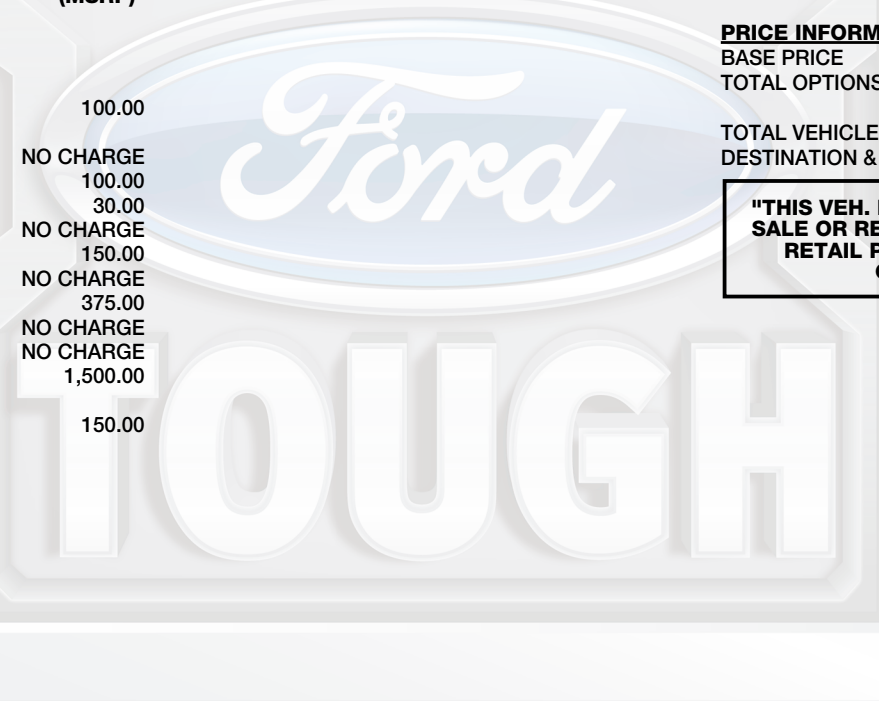 (MSRP)
100.00
NO CHARGE
100.00
30.00
NO CHARGE
150.00
NO CHARGE
375.00
NO CHARGE
NO CHARGE
1,500.00
150.00
PRICE INFORM
BASE PRICE
TOTAL OPTIONS
TOTAL VEHICLE
DESTINATION &
"THIS VEH.
SALE OR RE
RETAIL P
Ford
TOUGH